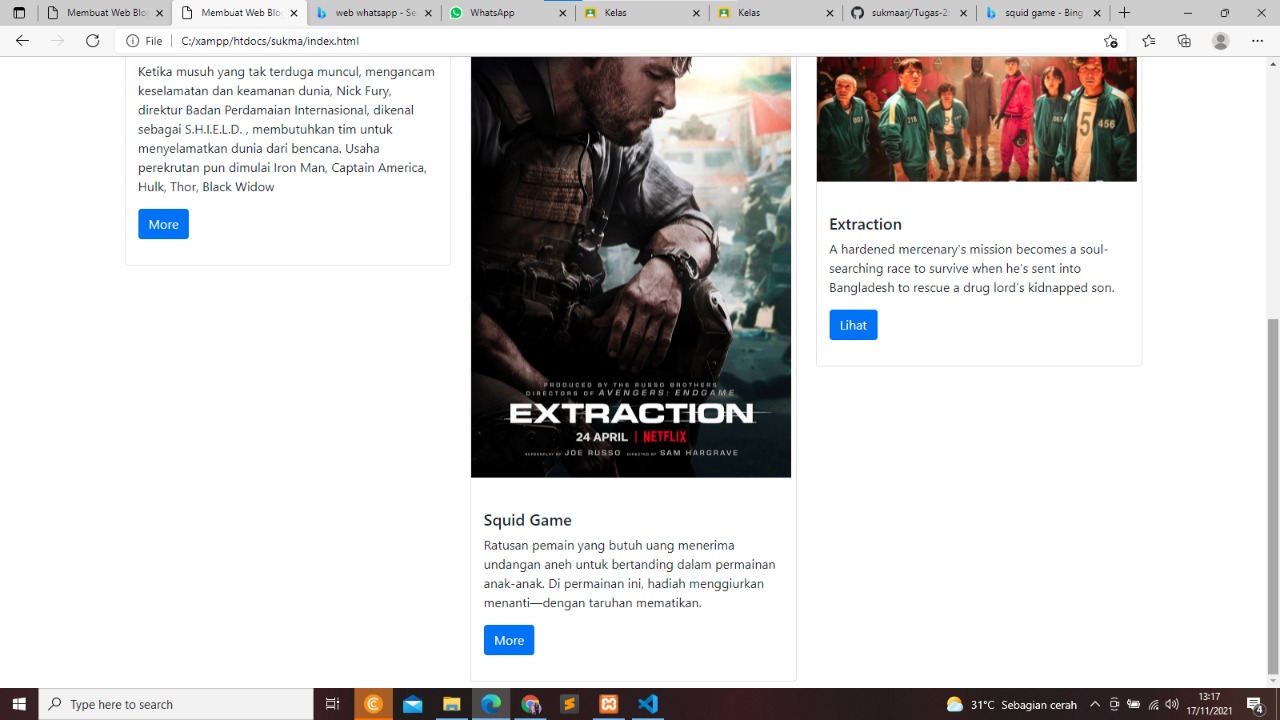 Membuat Web Blo
Membuat Web Blo
web whatsapp - Se
WhatsApp
Kelas
Kelas
sukmaar/Tugas-2:
squid game - Bing
File
C:/xampp/htdocs/sukma/index.html
Ketika musuh yang tak terduga muncul, mengancam
keselamatan dan keamanan dunia, Nick Fury,
direktur Badan Perdamaian Internasional, dikenal
sebagai S.H.I.E.L.D. , membutuhkan tim untuk
menyelamatkan dunia dari bencana. Usaha
perekrutan pun dimulai Iron Man, Captain America,
Hulk, Thor, Black Widow
More
PRODUCED BY THE RUSSO BROTHERS
DIRECTORS OF AVENGERS: ENDGAME
EXTRACTION
24 APRIL | NETFLIX
SCREENPLAY BY JOE RUSSO DIRECTED BY SAM HARGRAVE
Squid Game
Ratusan pemain yang butuh uang menerima
undangan aneh untuk bertanding dalam permainan
anak-anak. Di permainan ini, hadiah menggiurkan
menanti—dengan taruhan mematikan.
More
001
218
067
456
Extraction
A hardened mercenary's mission becomes a soul-
searching race to survive when he's sent into
Bangladesh to rescue a drug lord's kidnapped son.
Lihat
Type here to search
31°C Sebagian cerah
13:17
17/11/2021
4